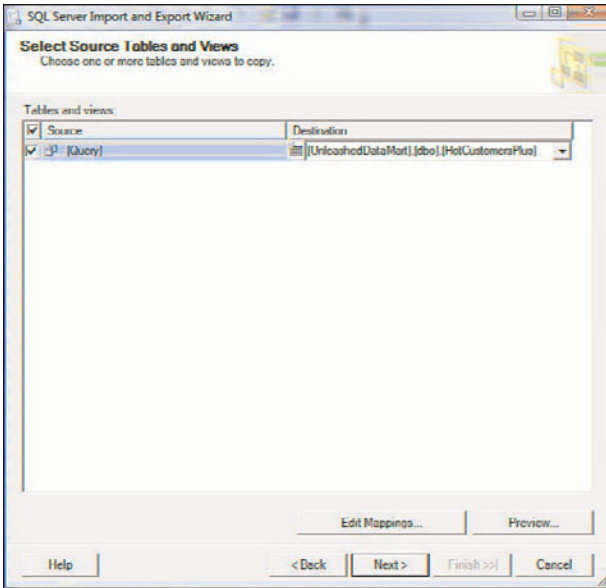 SQL Server Import and Export Wizard
Select Source Tables and Views
Choose one or more tables and views to copy.
Tables and views:
Source Destination
[Query] [UnleashedDataMart].[dbo].[HotCustomersPlus]
Edit Mappings... Preview...
Help < Back Next > Finish >>| Cancel